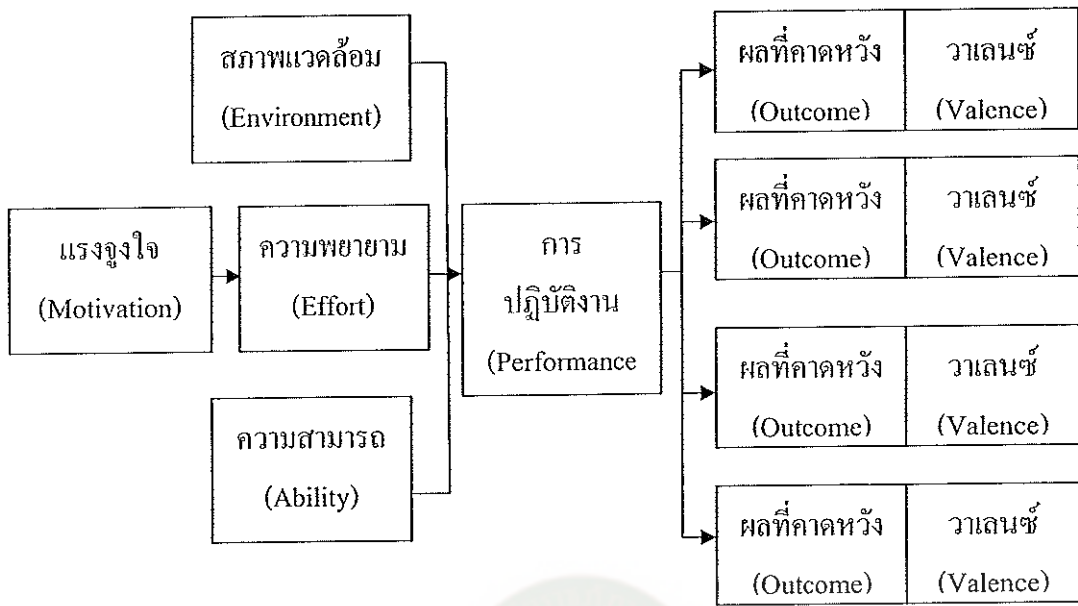 สภาพแวดล้อม
(Environment)
แรงจูงใจ
(Motivation)
ความพยายาม
(Effort)
ความสามารถ
(Ability)
การ
ปฏิบัติงาน
(Performance
ผลที่คาดหวัง
(Outcome)
วาเลนซ์
(Valence)
ผลที่คาดหวัง
(Outcome)
วาเลนซ์
(Valence)
ผลที่คาดหวัง
(Outcome)
วาเลนซ์
(Valence)
ผลที่คาดหวัง
(Outcome)
วาเลนซ์
(Valence)